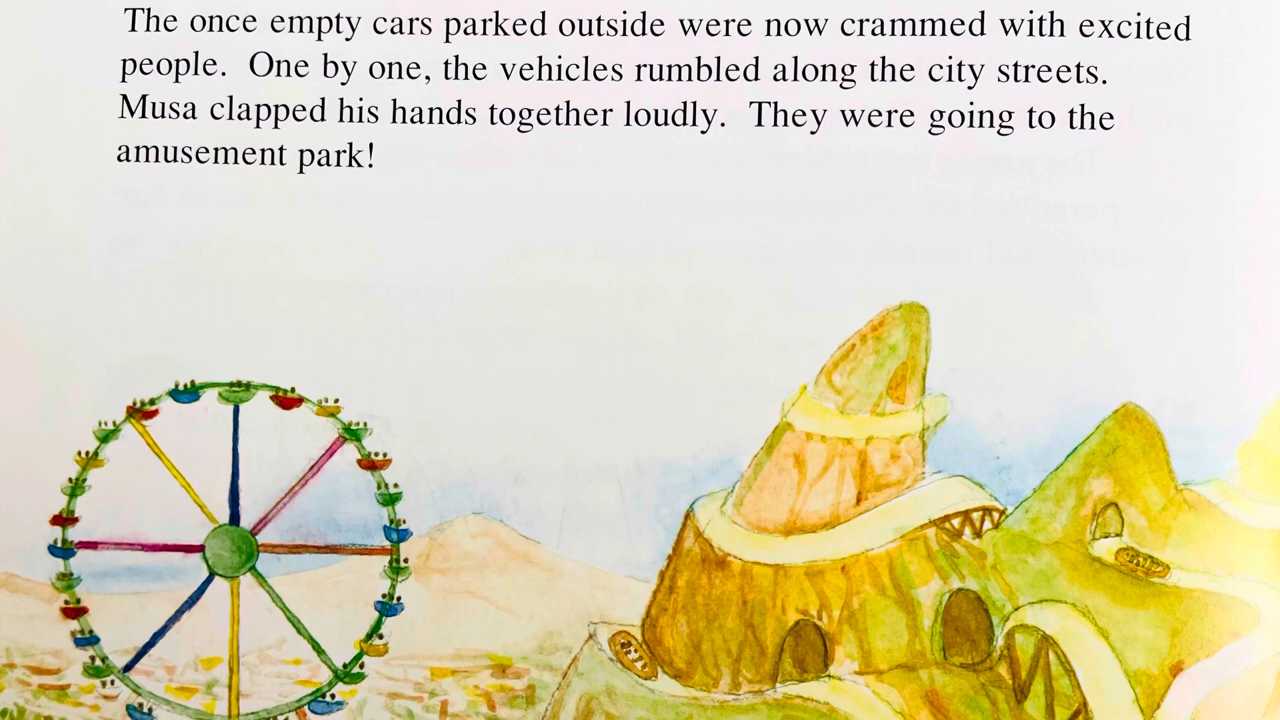 The once empty cars parked outside were now crammed with excited
people. One by one, the vehicles rumbled along the city streets.
Musa clapped his hands together loudly. They were going to the
amusement park!